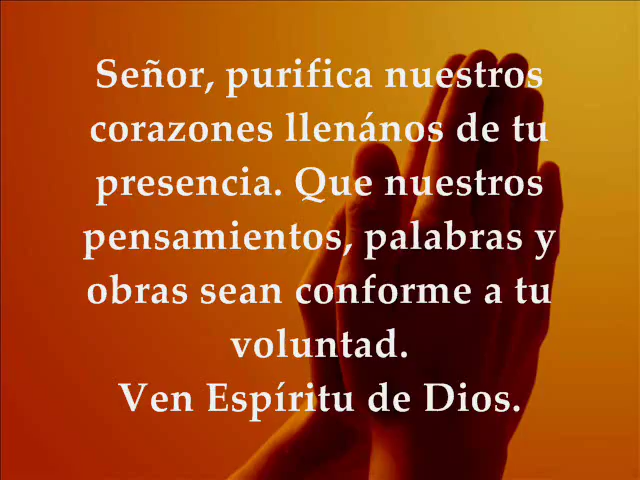 Señor, purifica nuestros
corazones llenános de tu
presencia. Que nuestros
pensamientos, palabras y
obras sean conforme a tu
voluntad.
Ven Espíritu de Dios.